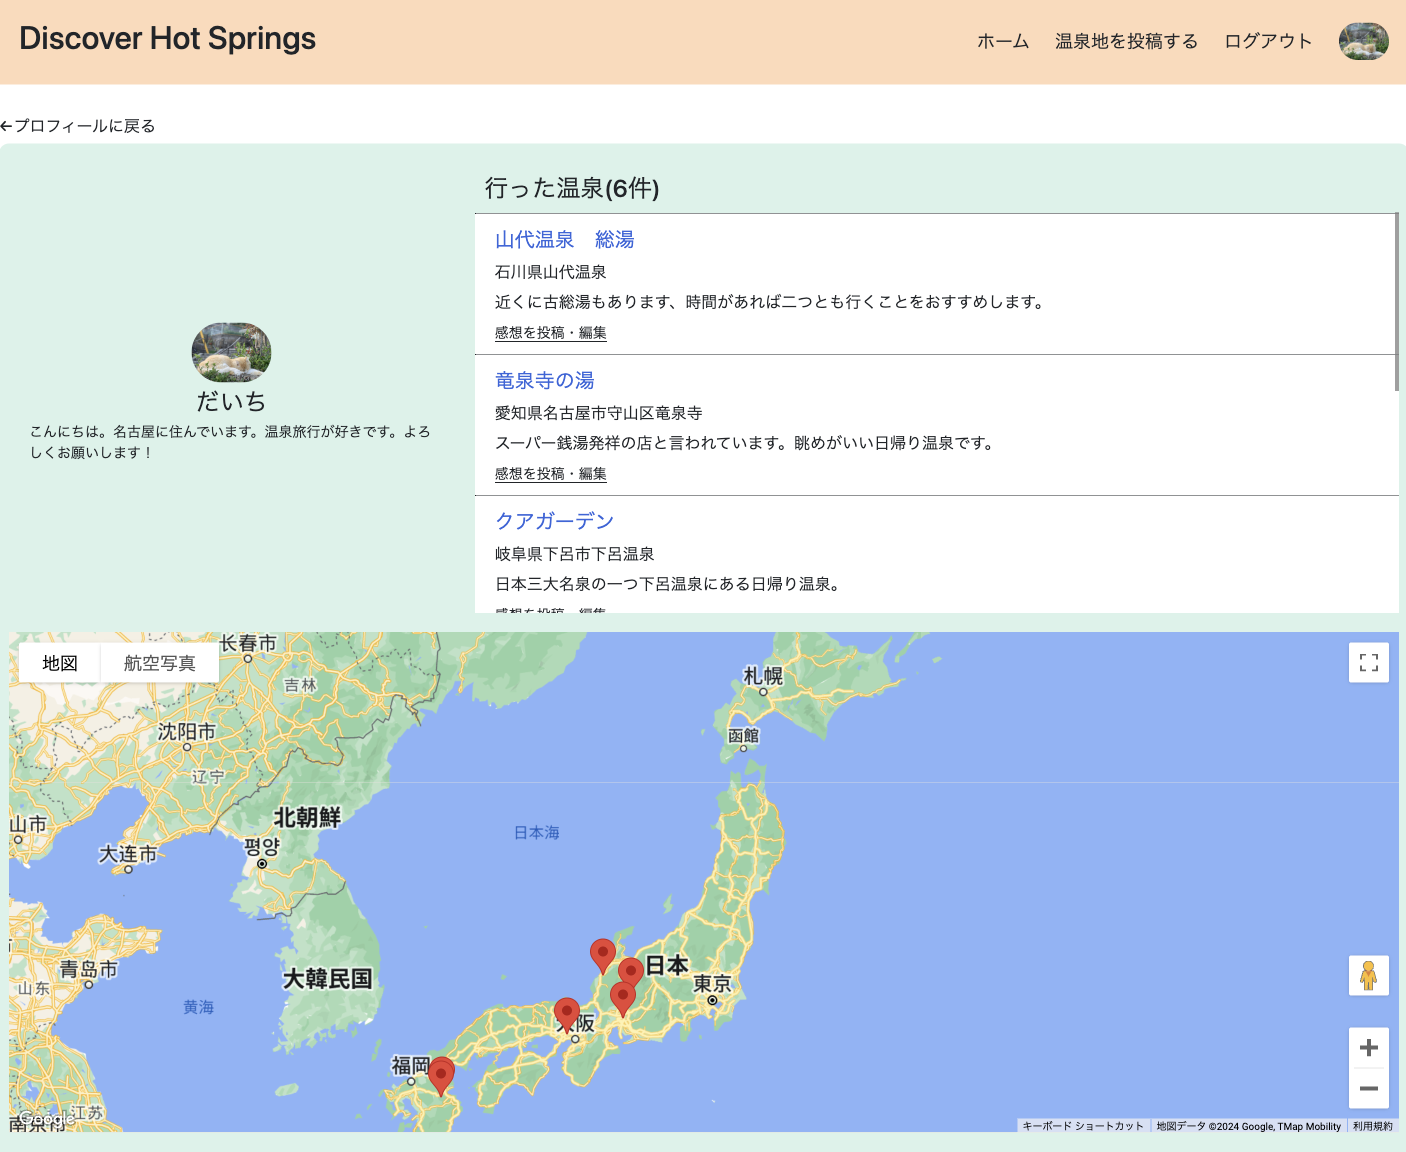 Discover Hot Springs
ホーム 温泉地を投稿する ログアウト
←プロフィールに戻る
行った温泉(6件)
山代温泉　総湯
石川県山代温泉
近くに古総湯もあります、時間があれば二つとも行くことをおすすめします。
感想を投稿・編集
竜泉寺の湯
愛知県名古屋市守山区竜泉寺
スーパー銭湯発祥の店と言われています。眺めがいい日帰り温泉です。
感想を投稿・編集
クアガーデン
岐阜県下呂市下呂温泉
日本三大名泉の一つ下呂温泉にある日帰り温泉。
感想を投稿・編集
だいち
こんにちは。名古屋に住んでいます。温泉旅行が好きです。よろ
しくお願いします！
地図 航空写真
长春市
吉林
札幌
沈阳市
函館
辽宁
北朝鮮
山市
日本海
平양
大连市
日本
青岛市
大韓民国
山东
東京
黄海
大阪
福岡
江苏
南京市
Google
キーボード ショートカット 地図データ ©2024 Google, TMap Mobility 利用規約